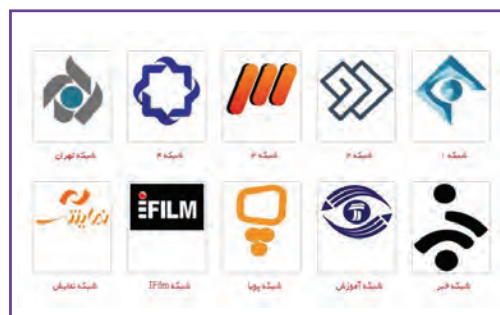 شبکه ۱
شبکه ۲
شبکه ۳
شبکه ۴
شبکه تهران
IFILM
شبکه خبر
شبکه آموزش
شبکه پویا
شبکه IFilm
شبکه نمایش